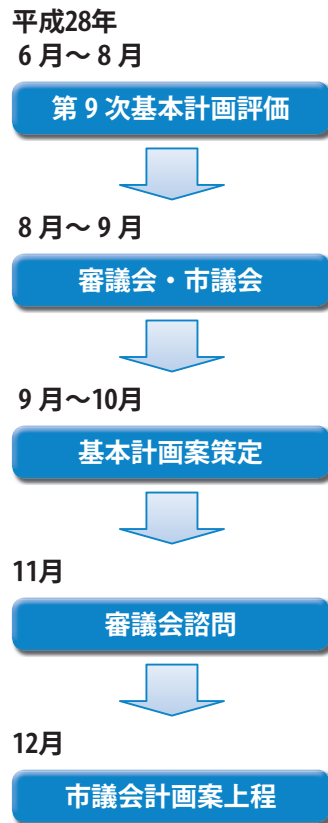 平成28年
6月～8月
第9次基本計画評価
8月～9月
審議会・市議会
9月～10月
基本計画案策定
11月
審議会諮問
12月
市議会計画案上程